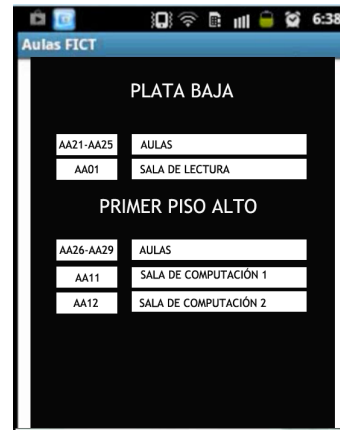 6:38
Aulas FICT
PLATA BAJA
AA21-AA25 AULAS
AA01 SALA DE LECTURA
PRIMER PISO ALTO
AA26-AA29 AULAS
AA11 SALA DE COMPUTACIÓN 1
AA12 SALA DE COMPUTACIÓN 2